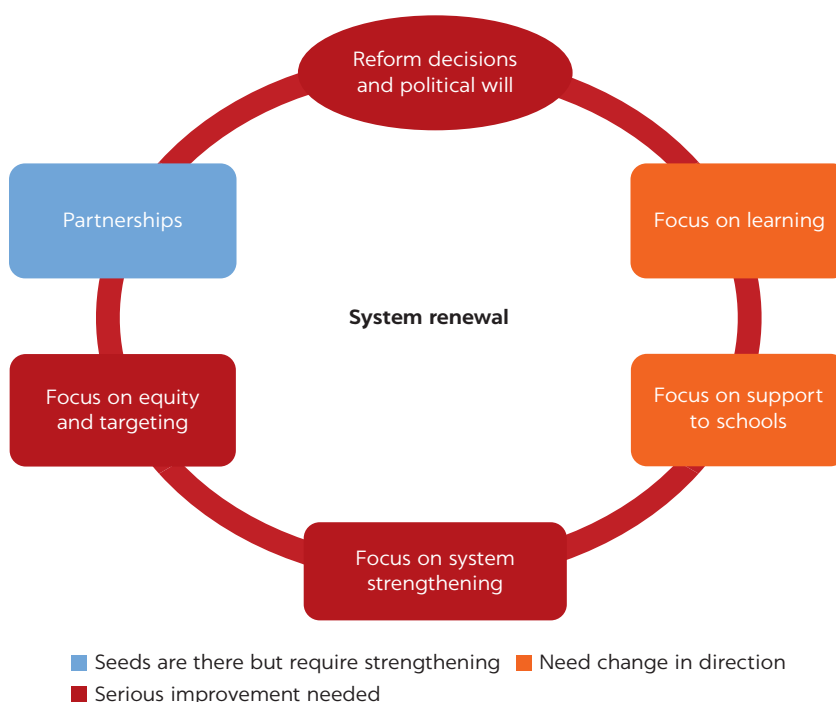 Reform decisions
and political will
Partnerships
Focus on learning
System renewal
Focus on equity
and targeting
Focus on support
to schools
Focus on system
strengthening
Seeds are there but require strengthening
Need change in direction
Serious improvement needed